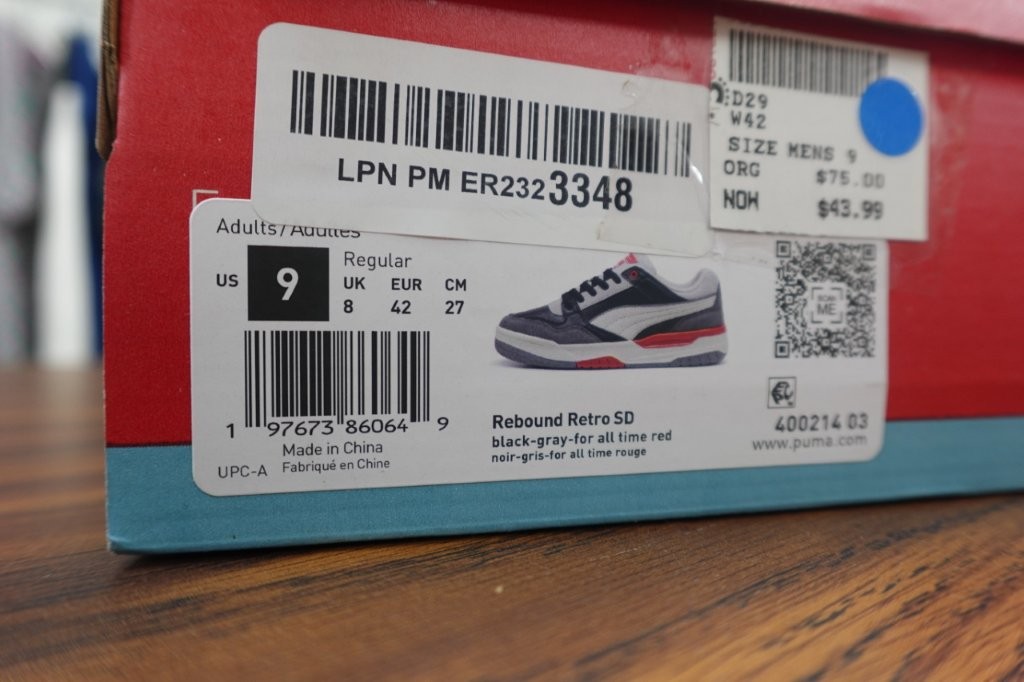 LPN PM ER2323348
D29
W42
SIZE MENS 9
ORG $75.00
NOW $43.99
Adults/Adultes
US 9
Regular
UK EUR CM
8 42 27
1 97673 86064 9
Made in China
UPC-A Fabriqué en Chine
SCAN
ME
Rebound Retro SD
black-gray-for all time red
noir-gris-for all time rouge
400214 03
www.puma.com